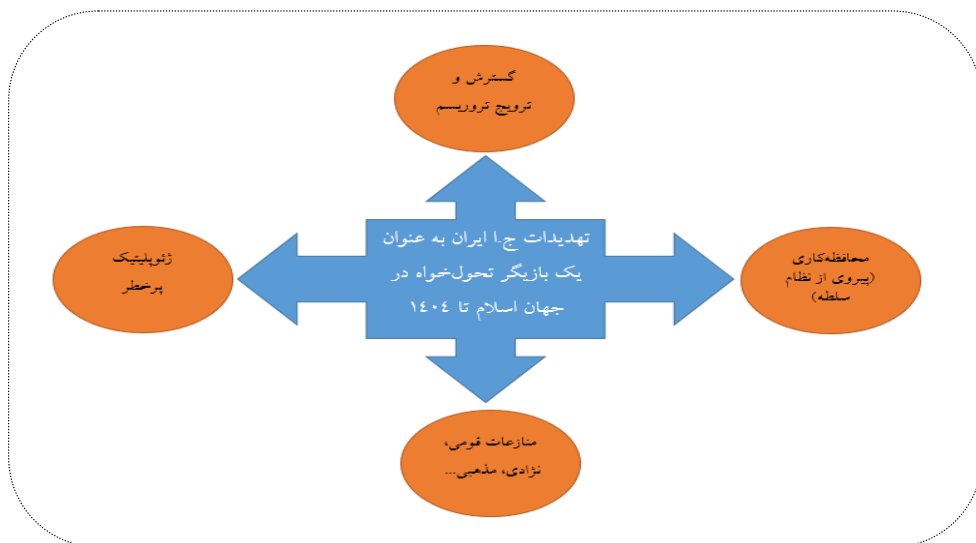 گسترش و
ترویج تروریسم
تهدیدات ج.ا ایران به عنوان
یک بازیگر تحول‌خواه در
جهان اسلام تا ۱٤۰٤
محافظه‌کاری
(پیروی از نظام
سلطه)
ژئوپلیتیک
پرخطر
منازعات قومی،
نژادی، مذهبی...